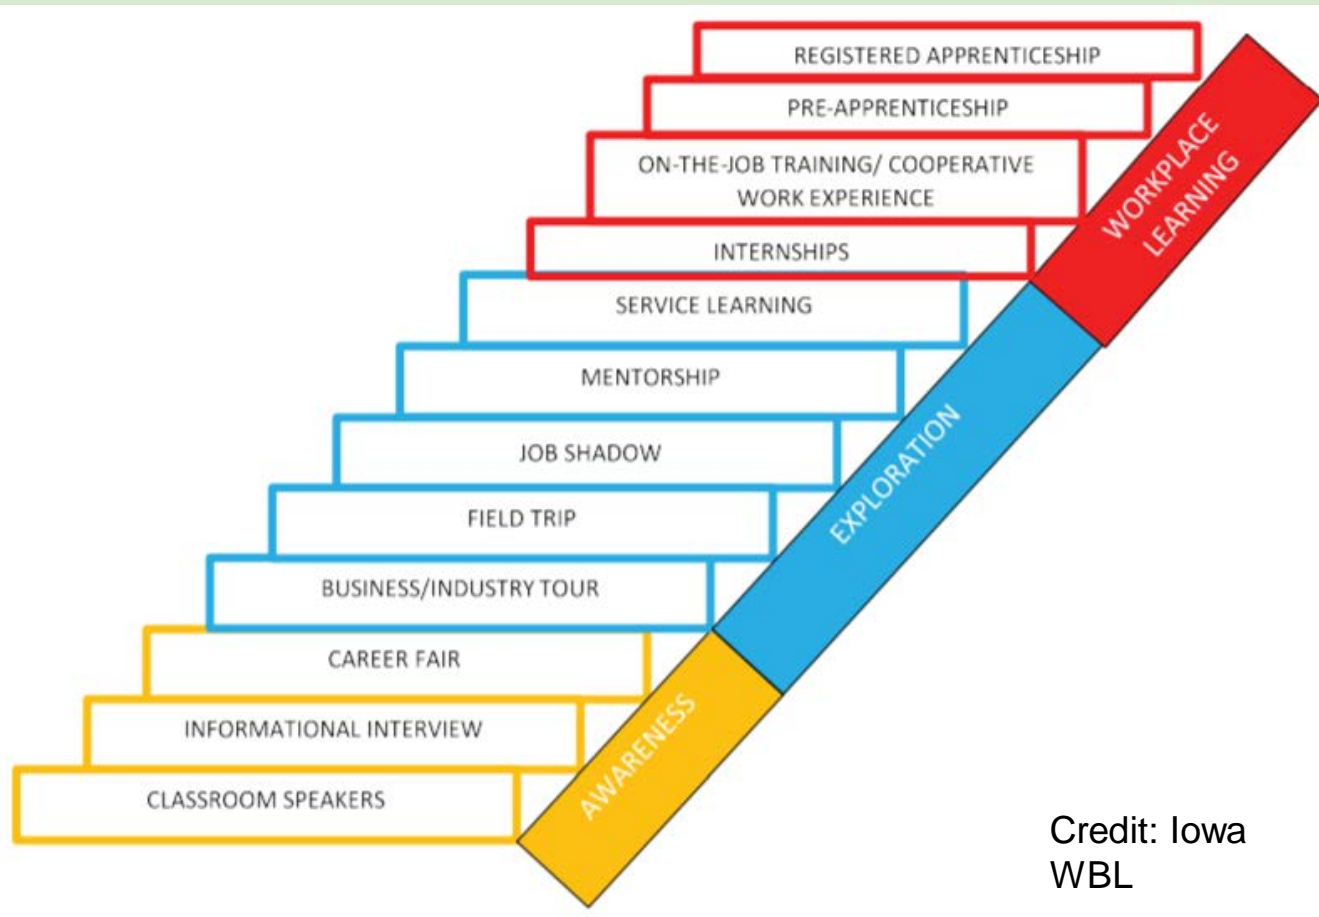 REGISTERED APPRENTICESHIP
PRE-APPRENTICESHIP
ON-THE-JOB TRAINING/ COOPERATIVE
WORK EXPERIENCE
INTERNSHIPS
SERVICE LEARNING
MENTORSHIP
JOB SHADOW
FIELD TRIP
BUSINESS/INDUSTRY TOUR
CAREER FAIR
INFORMATIONAL INTERVIEW
CLASSROOM SPEAKERS
WORKPLACE
LEARNING
EXPLORATION
AWARENESS
Credit: Iowa
WBL